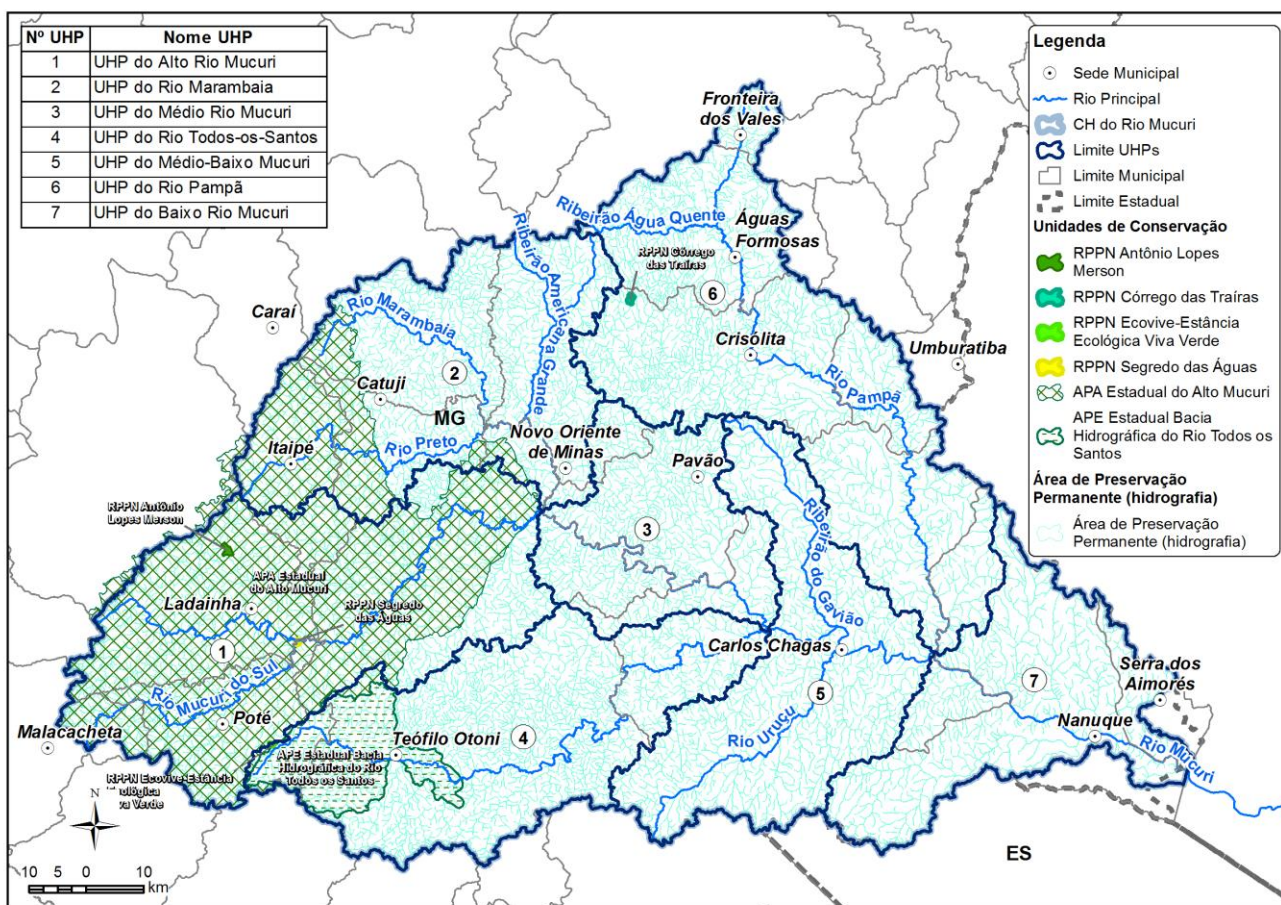 Nº UHP Nome UHP
1 UHP do Alto Rio Mucuri
2 UHP do Rio Marambaia
3 UHP do Médio Rio Mucuri
4 UHP do Rio Todos-os-Santos
5 UHP do Médio-Baixo Mucuri
6 UHP do Rio Pampã
7 UHP do Baixo Rio Mucuri
Legenda
Sede Municipal
Rio Principal
CH do Rio Mucuri
Limite UHPs
Limite Municipal
Limite Estadual
Unidades de Conservação
RPPN Antônio Lopes
Merson
RPPN Córrego das Traíras
RPPN Ecovive-Estância
Ecológica Viva Verde
RPPN Segredo das Águas
APA Estadual do Alto Mucuri
APE Estadual Bacia
Hidrográfica do Rio Todos os
Santos
Área de Preservação
Permanente (hidrografia)
Área de Preservação
Permanente (hidrografia)
Fronteira
dos Vales
Ribeirão Água Quente
Águas
Formosas
RPPN Córrego
das Traíras
6
Ribeirão Americana Grande
Caraí
Rio Marambaia
Crisólita
Umburatiba
Rio Pampã
2
Catuji
MG
Novo Oriente
de Minas
Rio Preto
Itaipé
Pavão
RPPN Antônio
Lopes Merson
3
Ribeirão do Gavião
APA Estadual
do Alto Mucuri
Ladainha
RPPN Segredo
das Águas
1
Carlos Chagas
5
7
Serra dos
Aimorés
Rio Mucuri do Sul
Poté
Malacacheta
Nanuque
Rio Mucuri
Rio Uruçu
4
Teófilo Otoni
APE Estadual Bacia
Hidrográfica do Rio
Todos os Santos
RPPN Ecovive-Estância
ológica
va Verde
N
ES
10 5 0 10
km